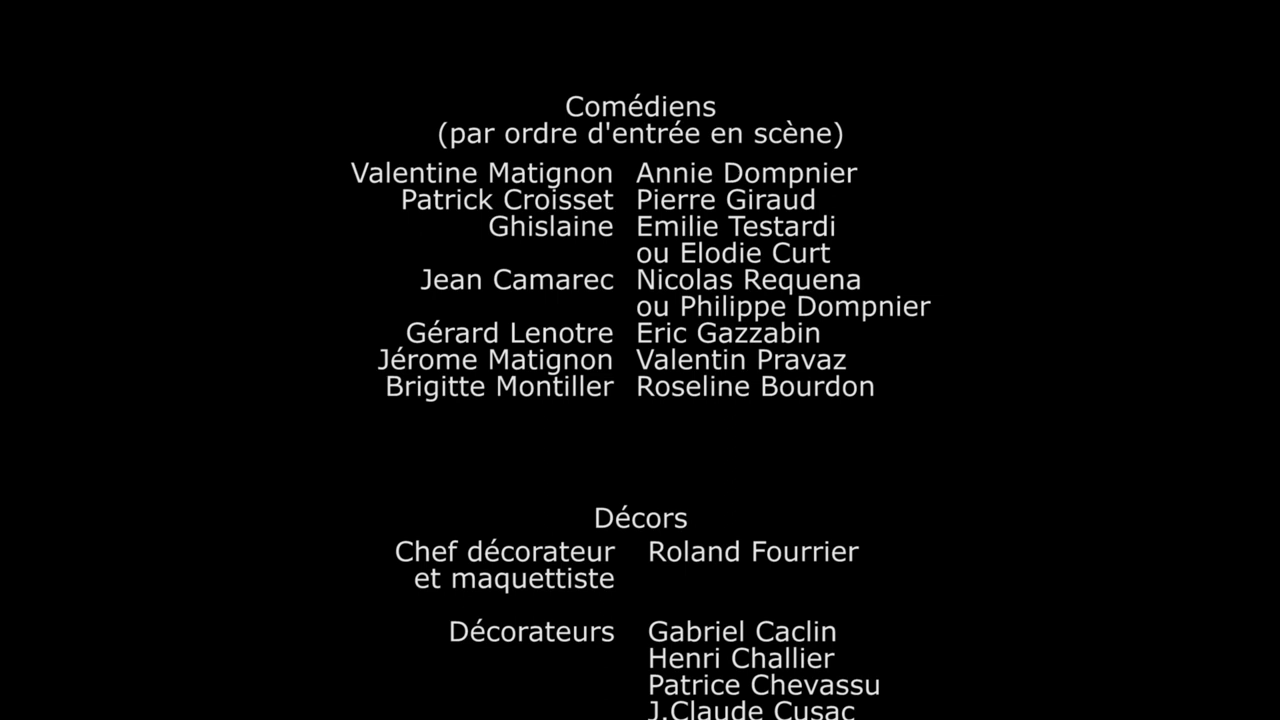 Comédiens
(par ordre d'entrée en scène)
Valentine Matignon Annie Dompnier
Patrick Croisset Pierre Giraud
Ghislaine Emilie Testardi
ou Elodie Curt
Jean Camarec Nicolas Requena
ou Philippe Dompnier
Gérard Lenotre Eric Gazzabin
Jérome Matignon Valentin Pravaz
Brigitte Montiller Roseline Bourdon
Décors
Chef décorateur Roland Fourrier
et maquettiste
Décorateurs Gabriel Caclin
Henri Challier
Patrice Chevassu
J.Claude Cusac